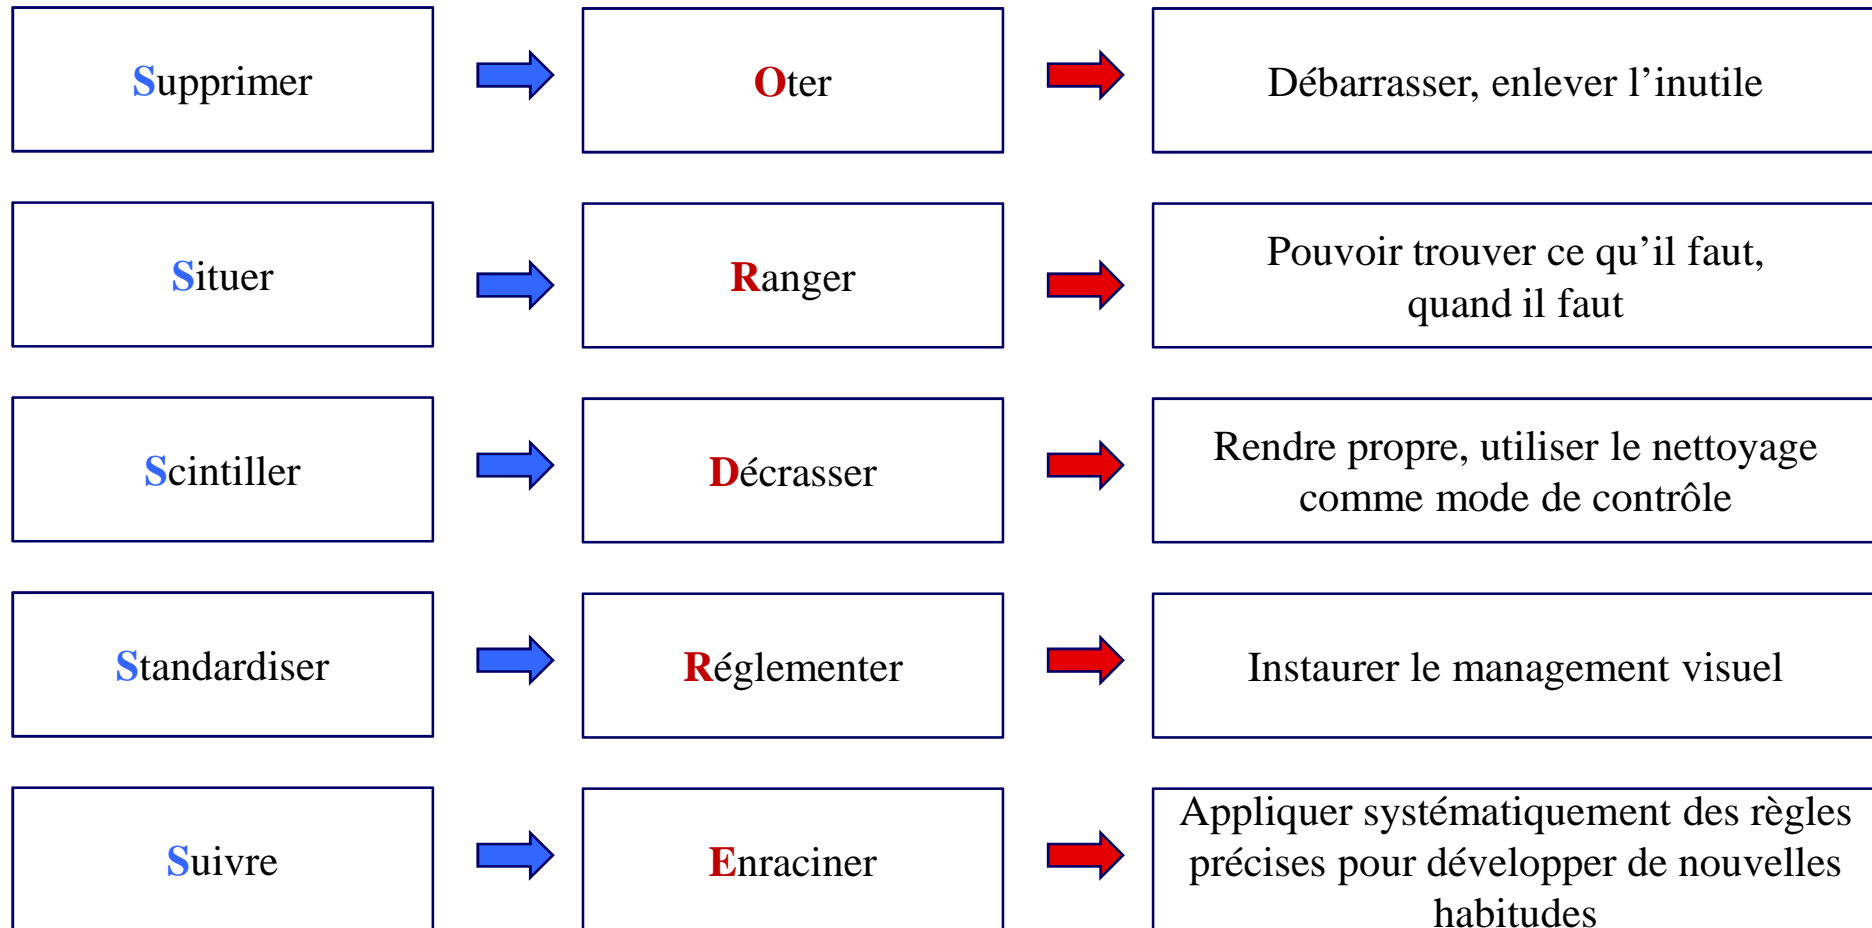 Supprimer
Oter
Débarrasser, enlever l’inutile
Situer
Ranger
Pouvoir trouver ce qu’il faut,
quand il faut
Scintiller
Décrasser
Rendre propre, utiliser le nettoyage
comme mode de contrôle
Standardiser
Réglementer
Instaurer le management visuel
Suivre
Enraciner
Appliquer systématiquement des règles
précises pour développer de nouvelles
habitudes